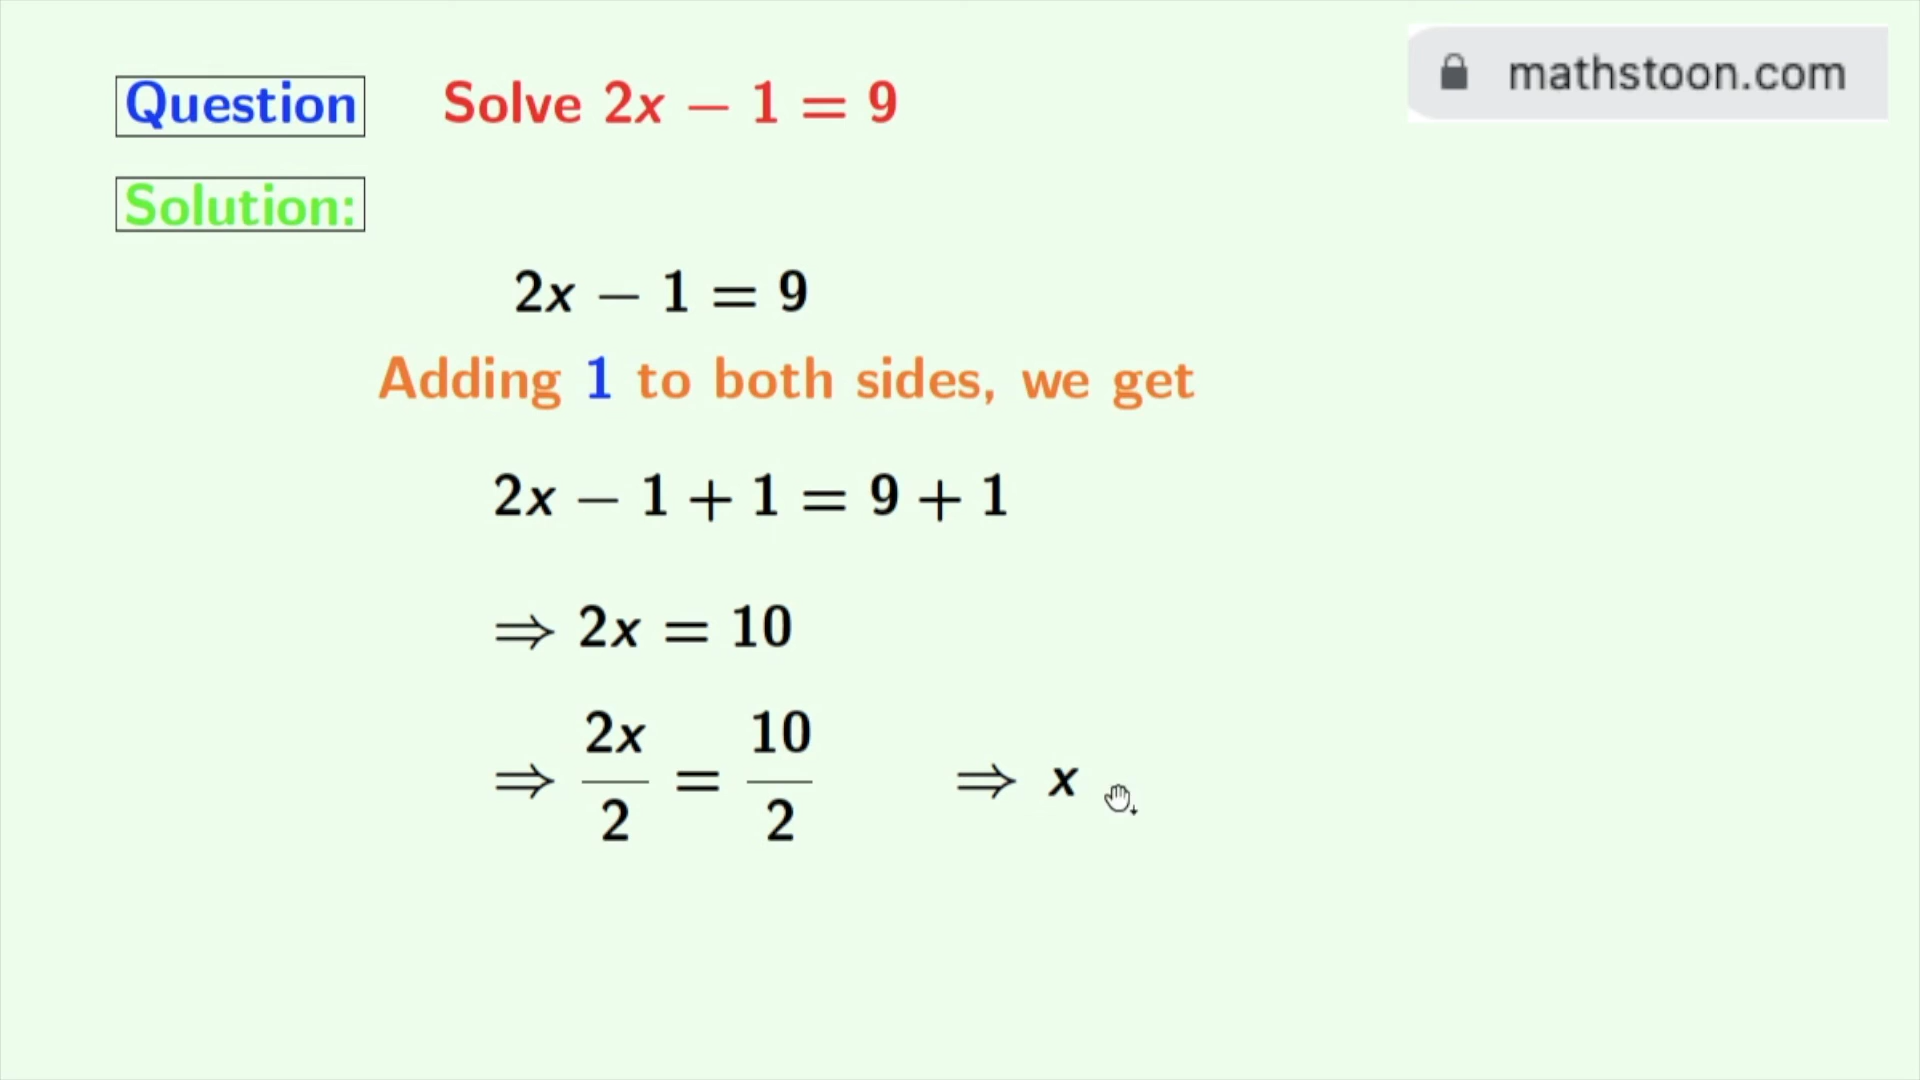 Question Solve 2x − 1 = 9 mathstoon.com
Solution:
2x − 1 = 9
Adding 1 to both sides, we get
2x − 1 + 1 = 9 + 1
⇒ 2x = 10
⇒ 2x/2 = 10/2 ⇒ x